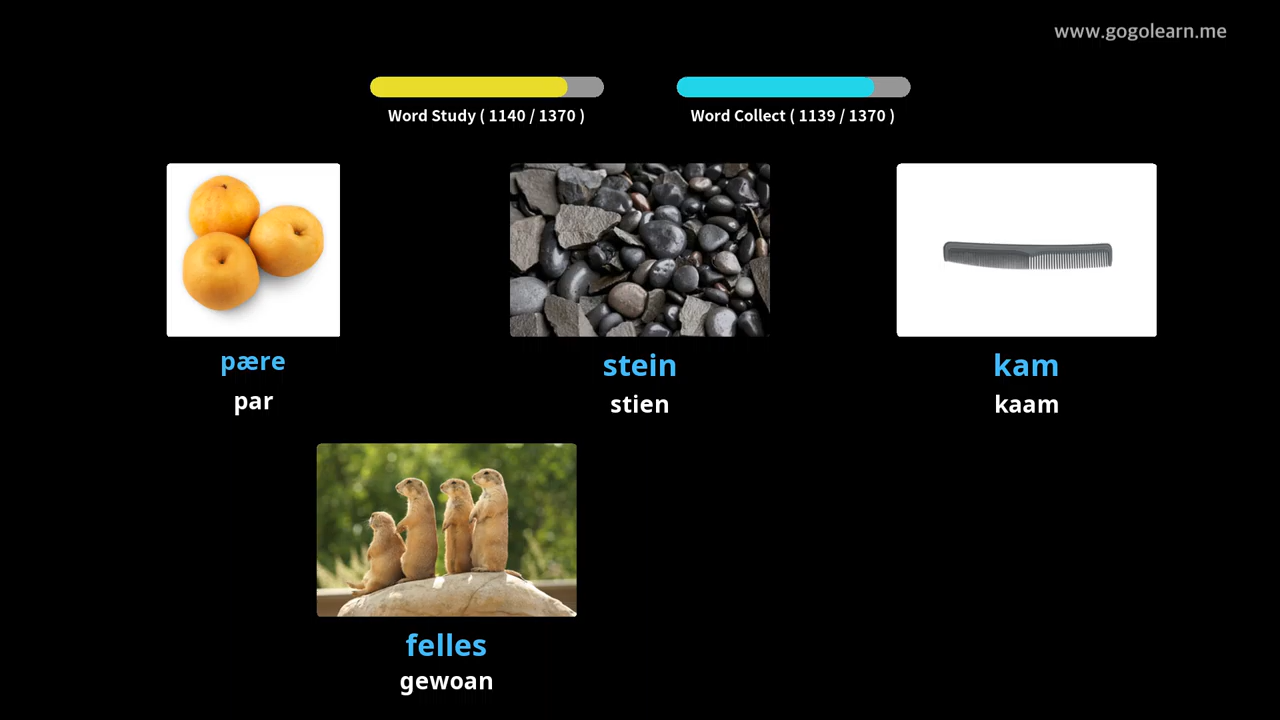 www.gogolearn.me
Word Study ( 1140 / 1370 )
Word Collect ( 1139 / 1370 )
pære
par
stein
stien
kam
kaam
felles
gewoan